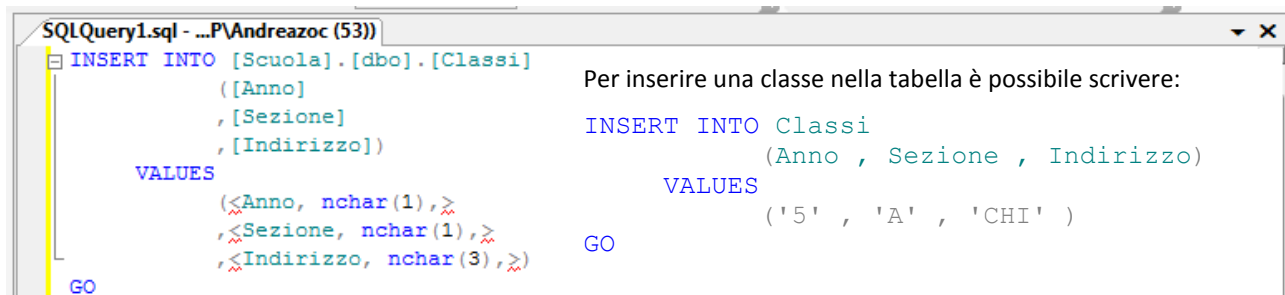 SQLQuery1.sql - ...P\Andreazoc (53))
INSERT INTO [Scuola].[dbo].[Classi]
([Anno]
,[Sezione]
,[Indirizzo])
VALUES
(<Anno, nchar(1),>
,<Sezione, nchar(1),>
,<Indirizzo, nchar(3),>)
GO
Per inserire una classe nella tabella è possibile scrivere:
INSERT INTO Classi
(Anno , Sezione , Indirizzo)
VALUES
('5' , 'A' , 'CHI' )
GO